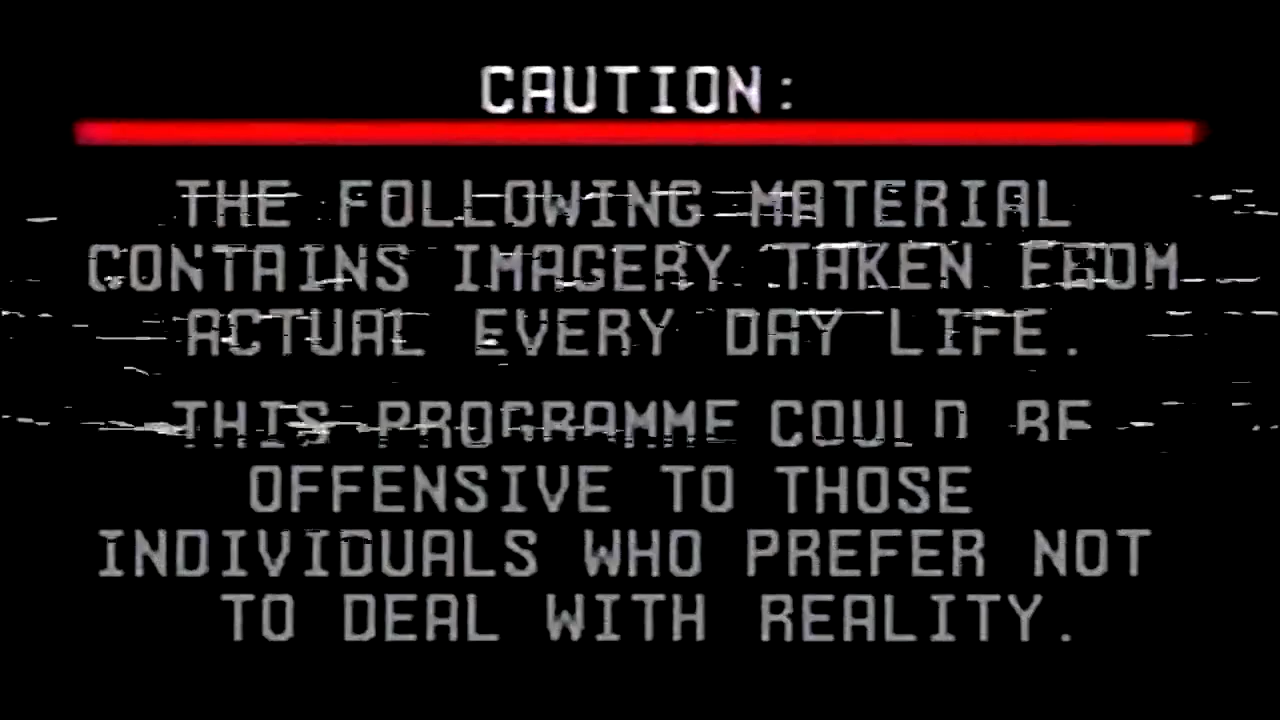 CAUTION:
THE FOLLOWING MATERIAL
CONTAINS IMAGERY TAKEN FROM
ACTUAL EVERY DAY LIFE.
THIS PROGRAMME COULD BE
OFFENSIVE TO THOSE
INDIVIDUALS WHO PREFER NOT
TO DEAL WITH REALITY.